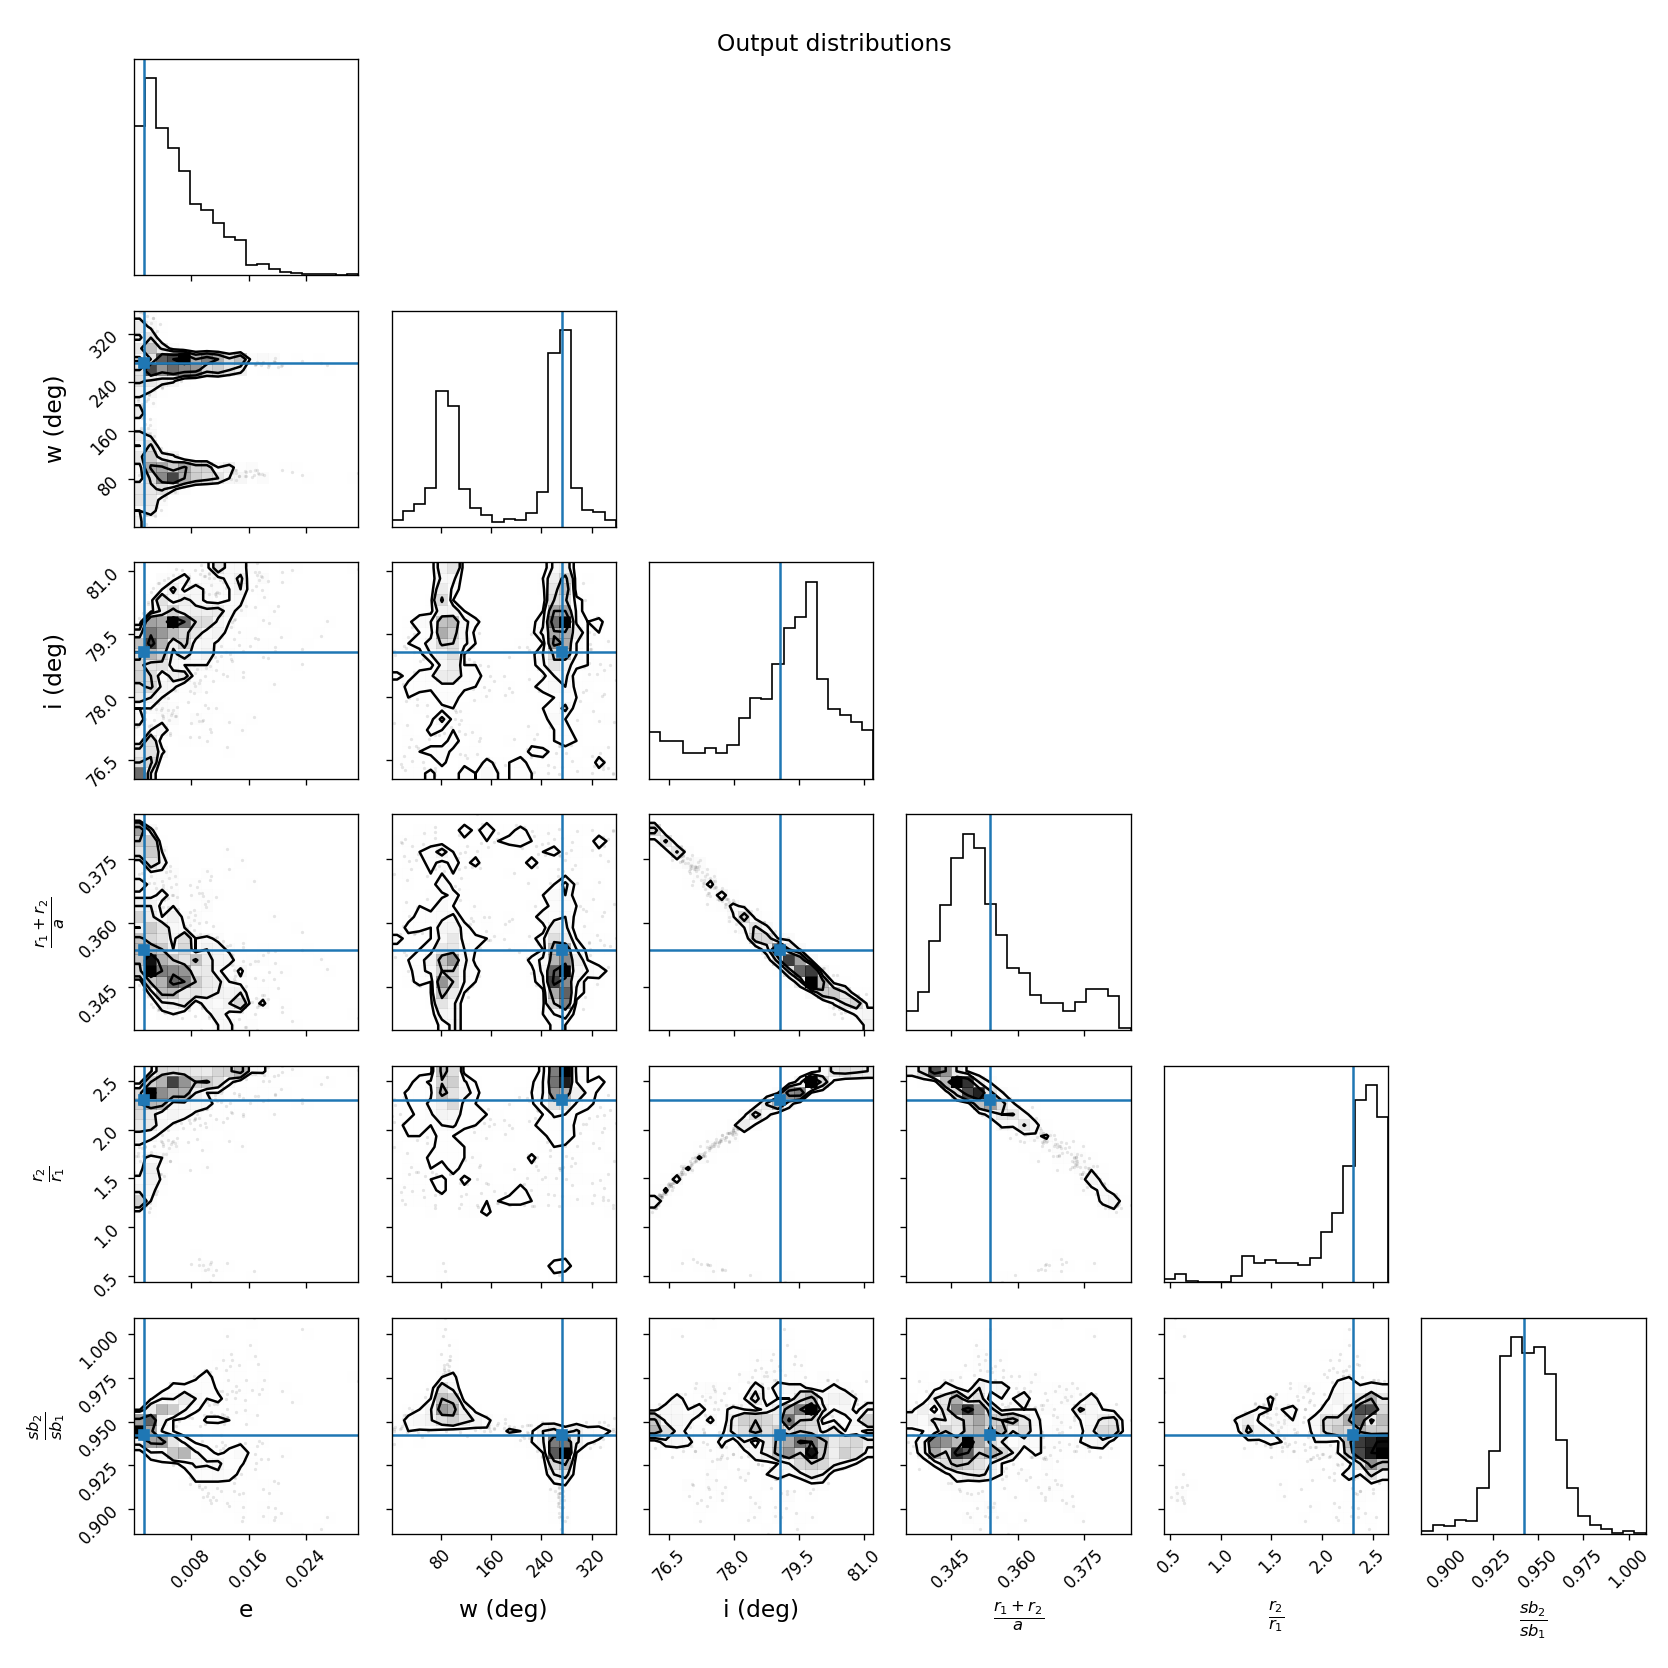 Output distributions
320
240
160
80
w (deg)
81.0
79.5
78.0
76.5
i (deg)
0.375
0.360
0.345
r1 + r2
a
2.5
2.0
1.5
1.0
0.5
r2
r1
1.000
0.975
0.950
0.925
0.900
sb2
sb1
0.008 0.016 0.024 80 160 240 320 76.5 78.0 79.5 81.0 0.345 0.360 0.375 0.5 1.0 1.5 2.0 2.5 0.900 0.925 0.950 0.975 1.000
e w (deg) i (deg) r1 + r2 r2 sb2
a r1 sb1